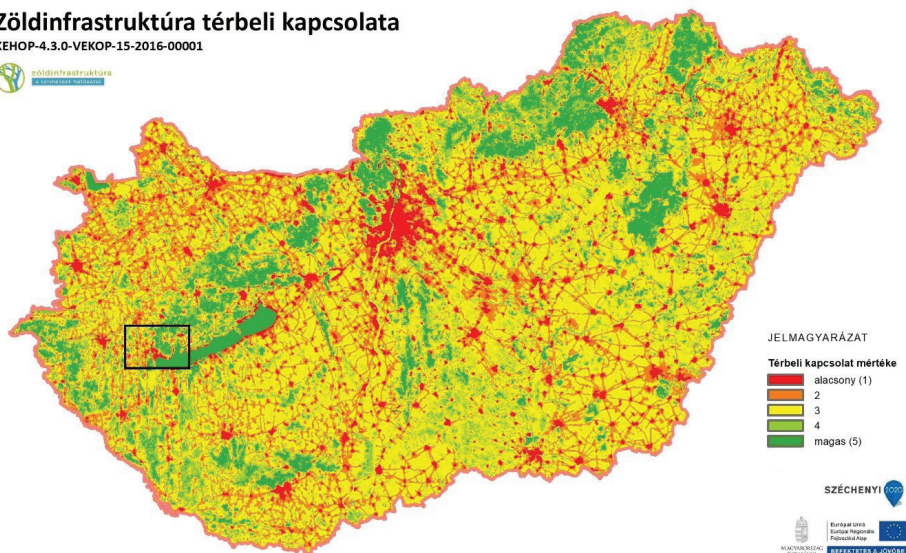 Zöldinfrastruktúra térbeli kapcsolata
KEHOP-4.3.0-VEKOP-15-2016-00001
zöldinfrastruktúra
JELMAGYARÁZAT
Térbeli kapcsolat mértéke
alacsony (1)
2
3
4
magas (5)
SZÉCHENYI 2020
Európai Unió
Európai Regionális
Fejlesztési Alap
MAGYARORSZÁG
BEFEKTETÉS A JÖVŐBE